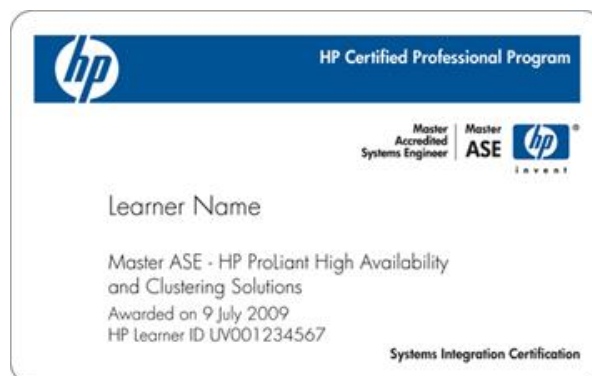 hp
HP Certified Professional Program
Master
Accredited
Systems Engineer
Master
ASE
hp
®
invent
Learner Name
Master ASE - HP ProLiant High Availability
and Clustering Solutions
Awarded on 9 July 2009
HP Learner ID UV001234567
Systems Integration Certification